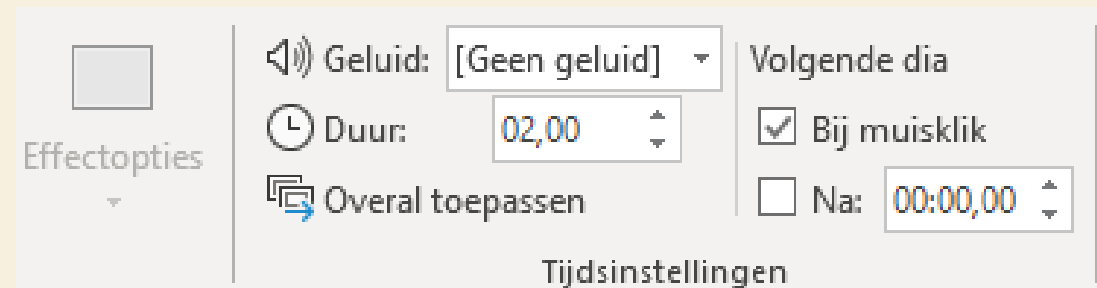 Effectopties
Geluid: [Geen geluid]
Duur: 02,00
Overal toepassen
Volgende dia
Bij muisklik
Na: 00:00,00
Tijdsinstellingen